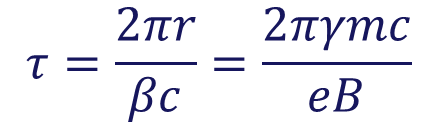 τ = 2πr / βc = 2πγmc / eB